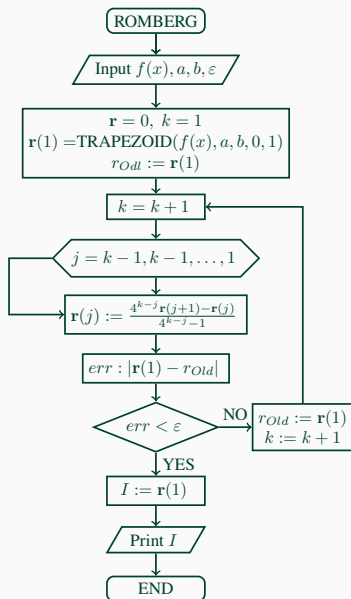 ROMBERG
Input f(x), a, b, ε
r = 0, k = 1
r(1) =TRAPEZOID(f(x), a, b, 0, 1)
r_Odl := r(1)
k = k + 1
j = k − 1, k − 1, . . . , 1
r(j) := \frac{4^{k−j} r(j+1)−r(j)}{4^{k−j}−1}
err : |r(1) − r_Old|
err < ε
NO
r_Old := r(1)
k := k + 1
YES
I := r(1)
Print I
END